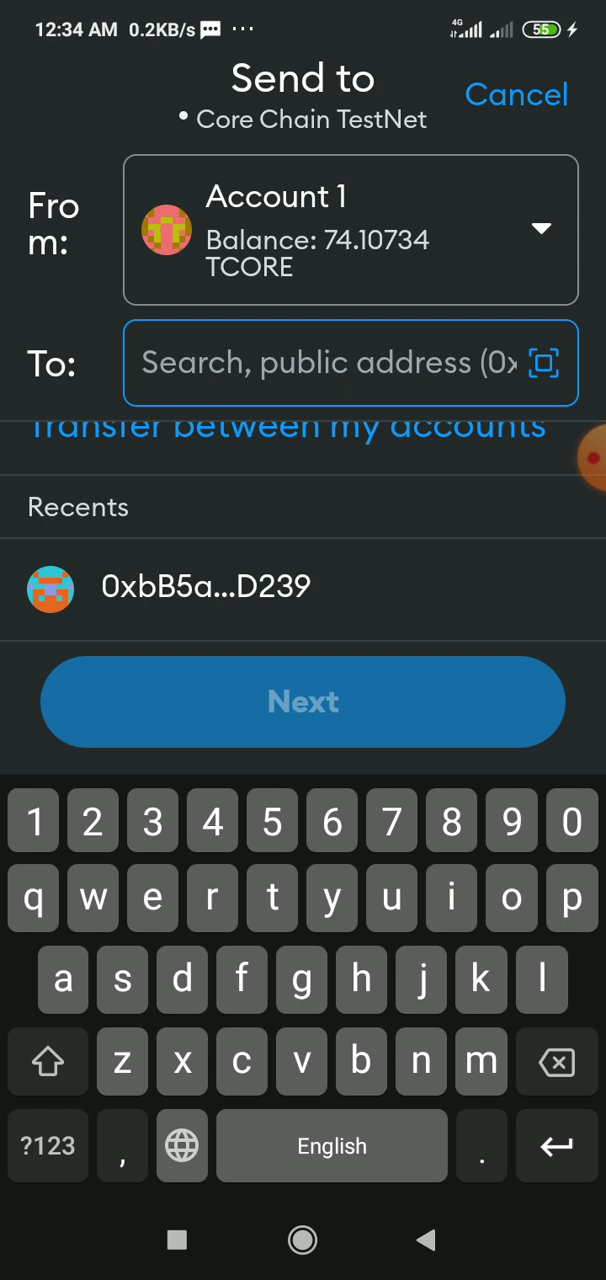 12:34 AM 0.2KB/s ... 4G 55
Send to
Cancel
• Core Chain TestNet
Fro
m:
Account 1
Balance: 74.10734
TCORE
To:
Search, public address (0x
Transfer between my accounts
Recents
0xbB5a...D239
Next
1 2 3 4 5 6 7 8 9 0
q w e r t y u i o p
a s d f g h j k l
z x c v b n m
?123 , English .